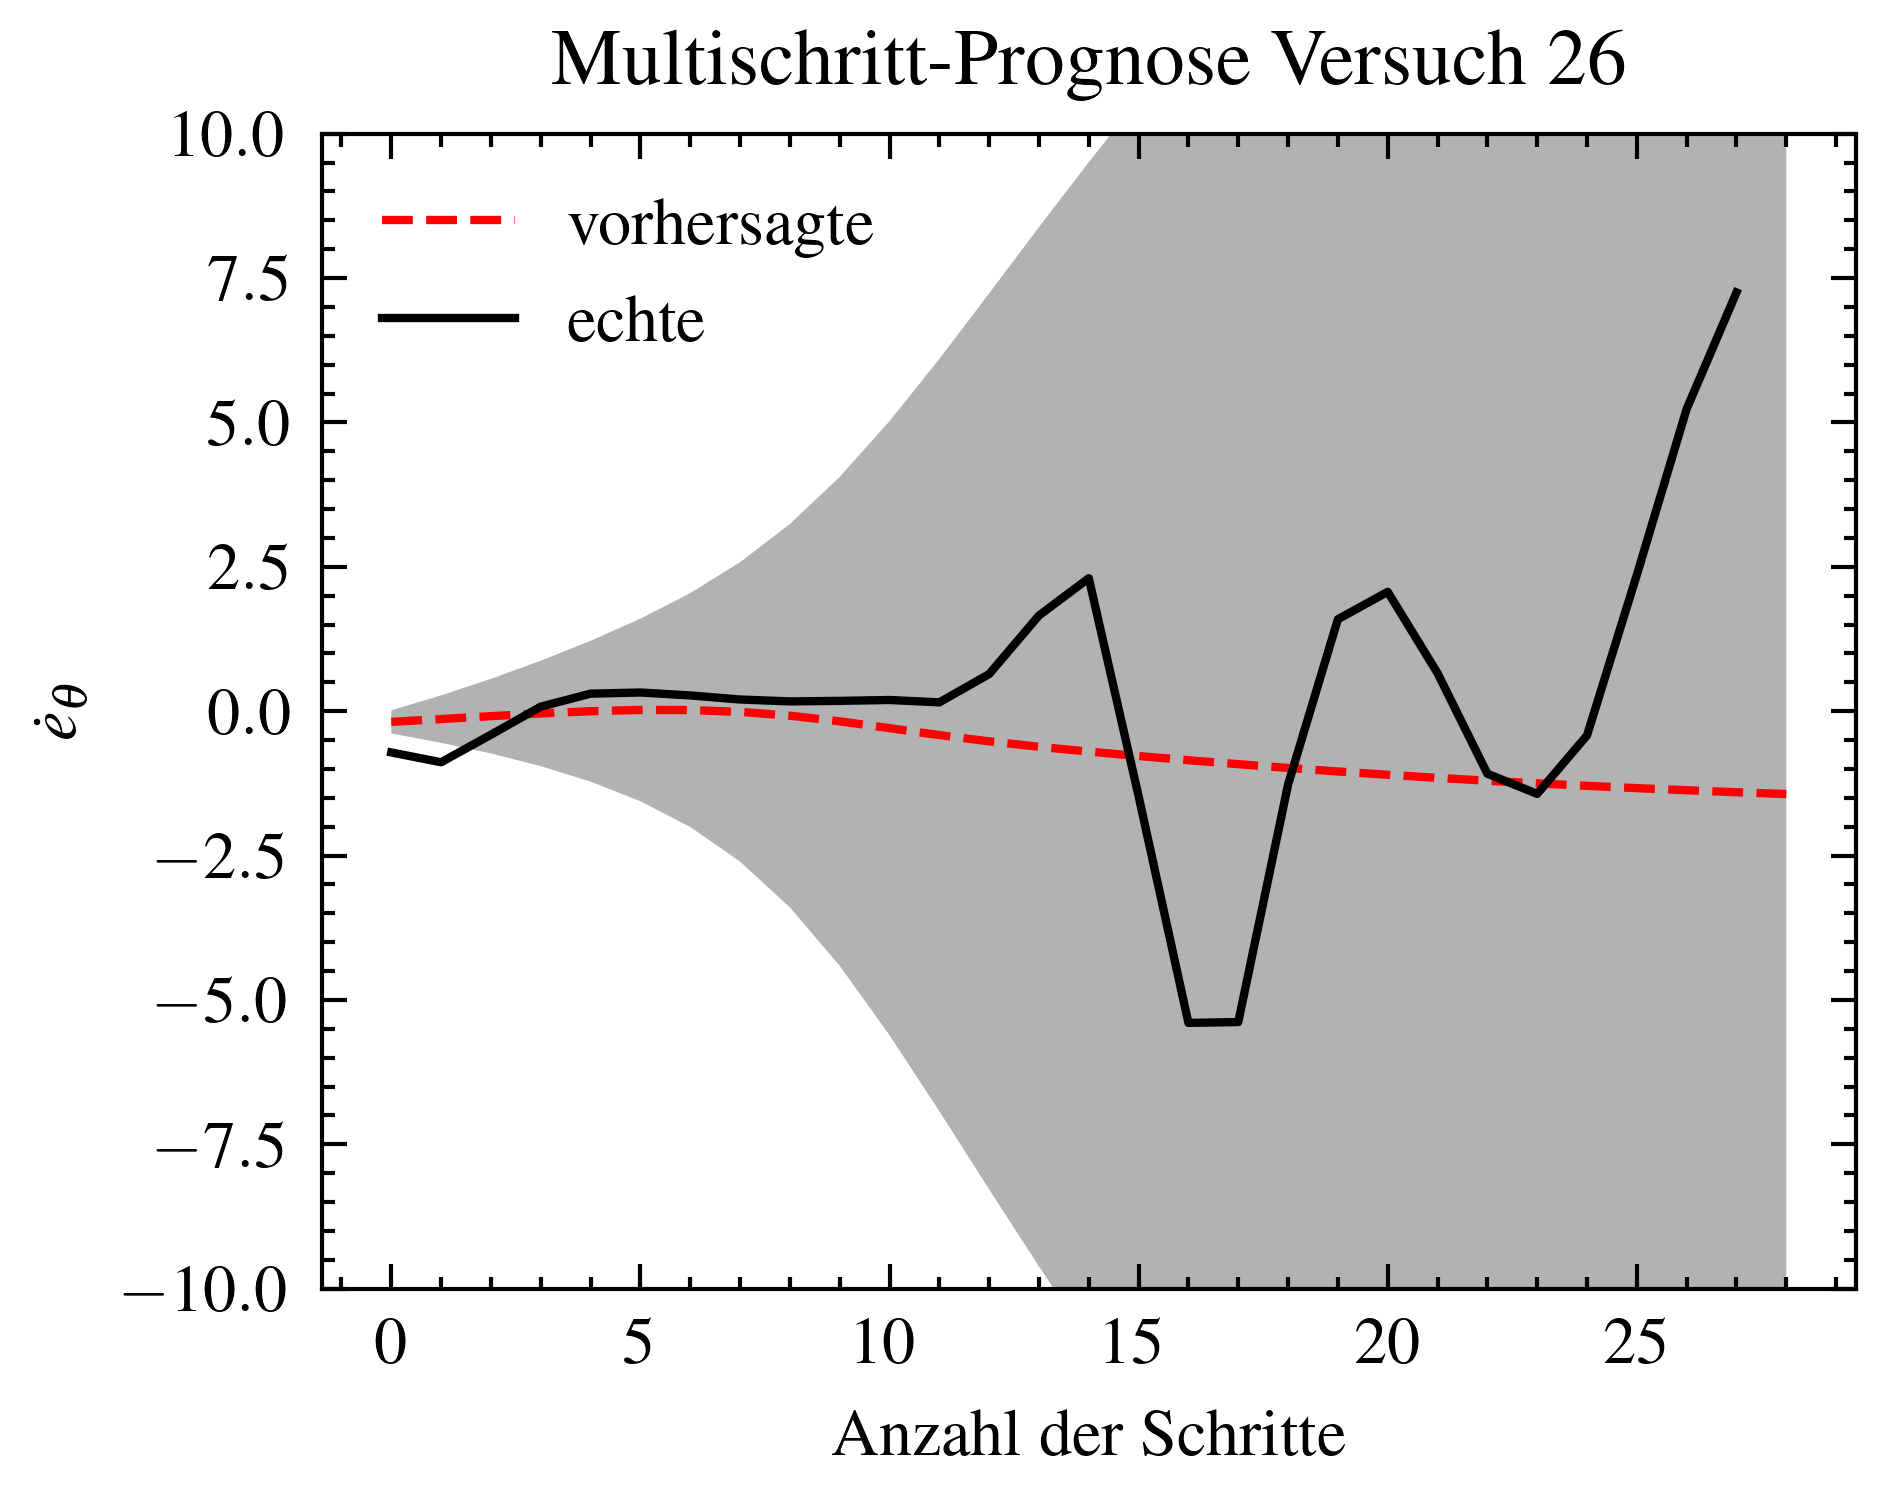 Multischritt-Prognose Versuch 26
10.0
7.5
5.0
2.5
0.0
−2.5
−5.0
−7.5
−10.0
vorhersagte
echte
ė_θ
0 5 10 15 20 25
Anzahl der Schritte